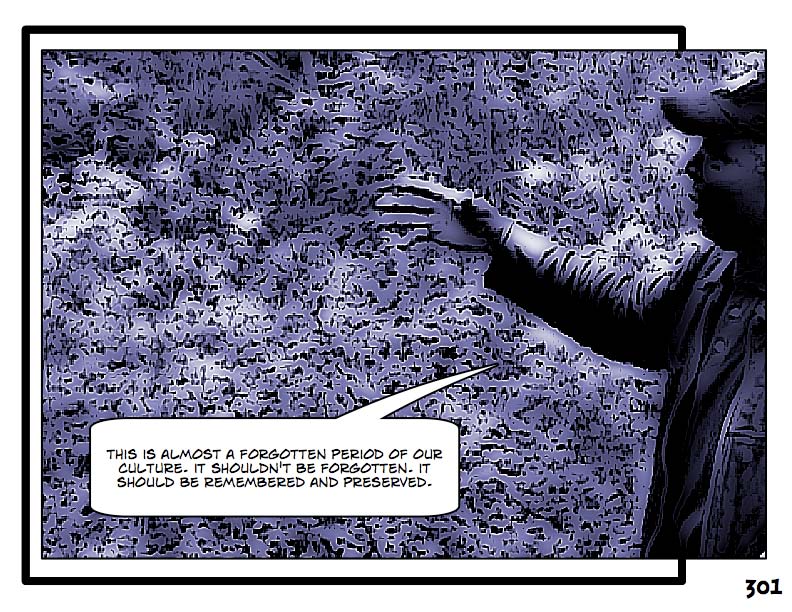 THIS IS ALMOST A FORGOTTEN PERIOD OF OUR
CULTURE. IT SHOULDN'T BE FORGOTTEN. IT
SHOULD BE REMEMBERED AND PRESERVED.
301